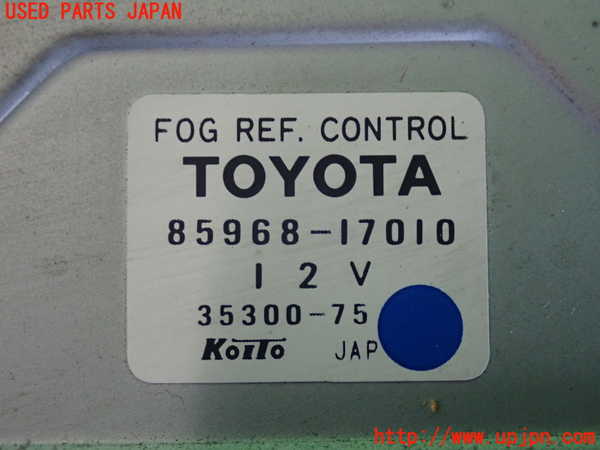 USED PARTS JAPAN
FOG REF. CONTROL
TOYOTA
85968-17010
12V
35300-75
KOITO JAP
http://www.upjpn.com/